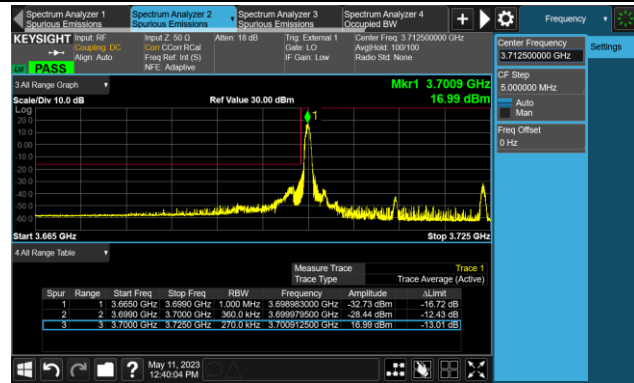 Spectrum Analyzer 1
Spurious Emissions
Spectrum Analyzer 2
Spurious Emissions
Spectrum Analyzer 3
Spurious Emissions
Spectrum Analyzer 4
Occupied BW
Frequency
KEYSIGHT
Input: RF
Coupling: DC
Align: Auto
Input Z: 50 Ω
Corr CCorr RCal
Freq Ref: Int (S)
NFE: Adaptive
Atten: 18 dB
Trig: External 1
Gate: LO
IF Gain: Low
Center Freq: 3.712500000 GHz
Avg|Hold: 100/100
Radio Std: None
PASS
Center Frequency
3.712500000 GHz
Settings
CF Step
5.000000 MHz
Auto
Man
Freq Offset
0 Hz
3 All Range Graph
Mkr1 3.7009 GHz
Scale/Div 10.0 dB
Ref Value 30.00 dBm
16.99 dBm
Log
20.0
10.0
0.00
-10.0
-20.0
-30.0
-40.0
-50.0
-60.0
1
Start 3.665 GHz
Stop 3.725 GHz
4 All Range Table
Measure Trace Trace 1
Trace Type Trace Average (Active)
Spur Range Start Freq Stop Freq RBW Frequency Amplitude ΔLimit
1 1 3.6650 GHz 3.6990 GHz 1.000 MHz 3.698983000 GHz -32.73 dBm -16.72 dB
2 2 3.6990 GHz 3.7000 GHz 360.0 kHz 3.699979500 GHz -28.44 dBm -12.43 dB
3 3 3.7000 GHz 3.7250 GHz 270.0 kHz 3.700912500 GHz 16.99 dBm -13.01 dB
?
May 11, 2023
12:40:04 PM